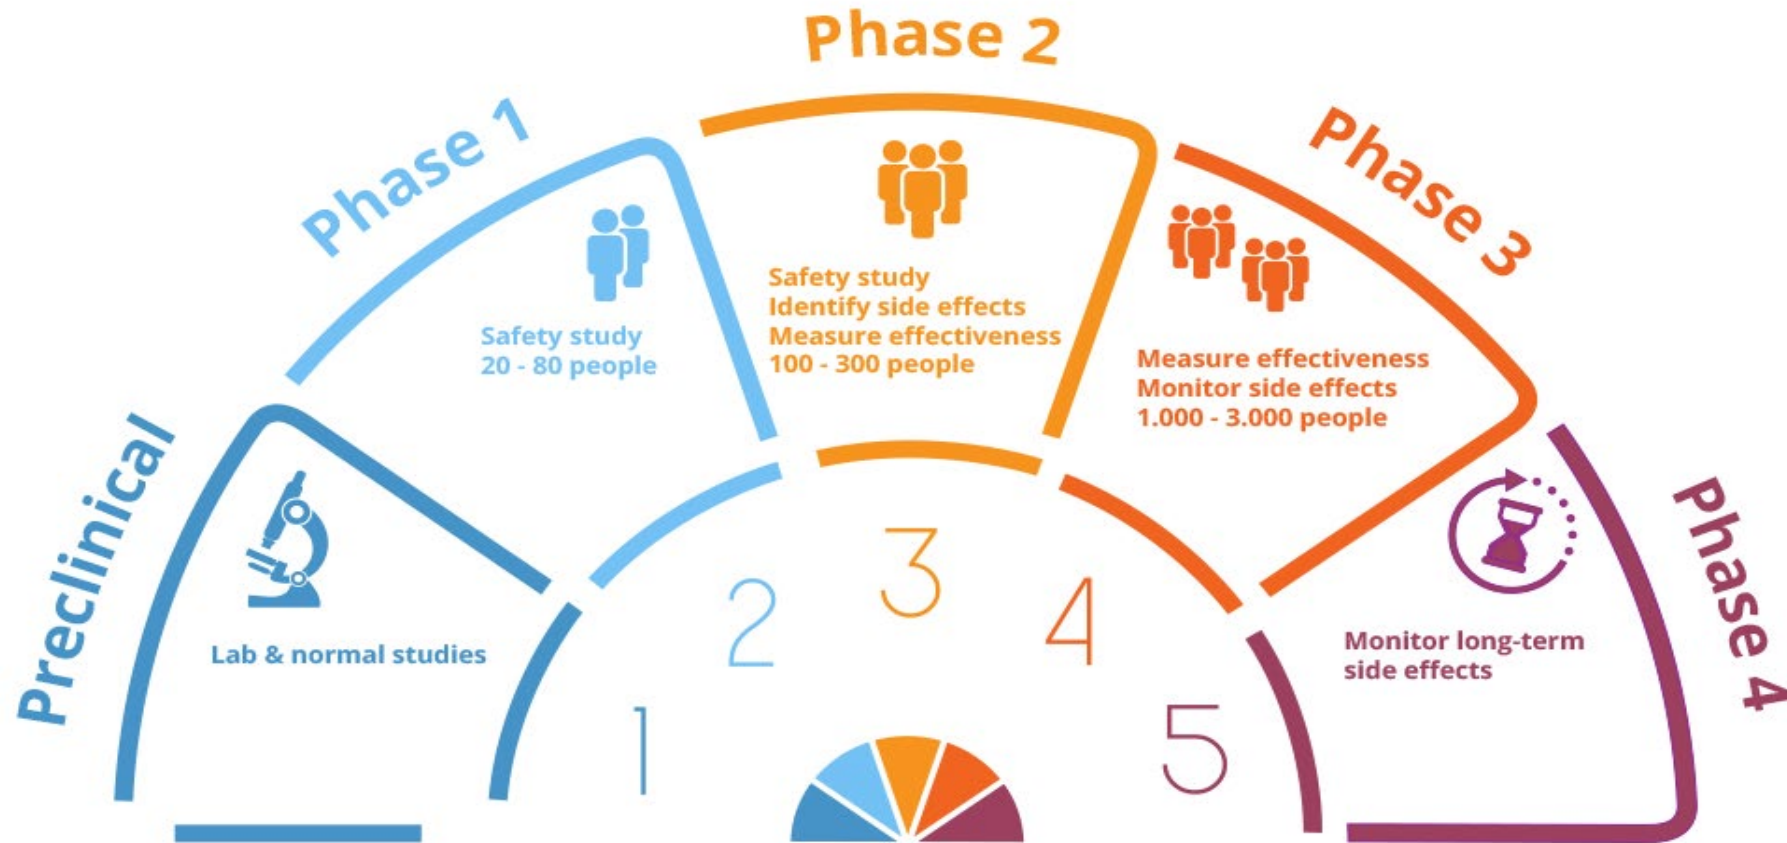 Preclinical
Lab & normal studies
1
Phase 1
Safety study
20 - 80 people
2
Phase 2
Safety study
Identify side effects
Measure effectiveness
100 - 300 people
3
Phase 3
Measure effectiveness
Monitor side effects
1.000 - 3.000 people
4
Phase 4
Monitor long-term
side effects
5